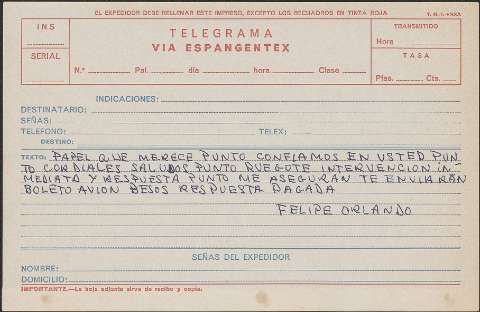 EL EXPEDIDOR DEBE RELLENAR ESTE IMPRESO, EXCEPTO LOS RECUADROS EN TINTA ROJA
INS
SERIAL
TELEGRAMA
VIA ESPANGENTEX
N.º Pal. día hora Clase
TRANSMITIDO
Hora
TASA
Ptas. Cts.
INDICACIONES:
DESTINATARIO:
SEÑAS:
TELEFONO: TELEX:
DESTINO:
TEXTO: PAPEL QUE MERECE PUNTO CONFIAMOS EN USTED PUN
TO CORDIALES SALUDOS PUNTO RUEGOTE INTERVENCION IN-
MEDIATA Y RESPUESTA PUNTO ME ASEGURAN TE ENVIARAN
BOLETO AVION BESOS RESPUESTA PAGADA
FELIPE ORLANDO
SEÑAS DEL EXPEDIDOR
NOMBRE:
DOMICILIO:
IMPORTANTE.—La hoja adjunta sirve de recibo y copia.